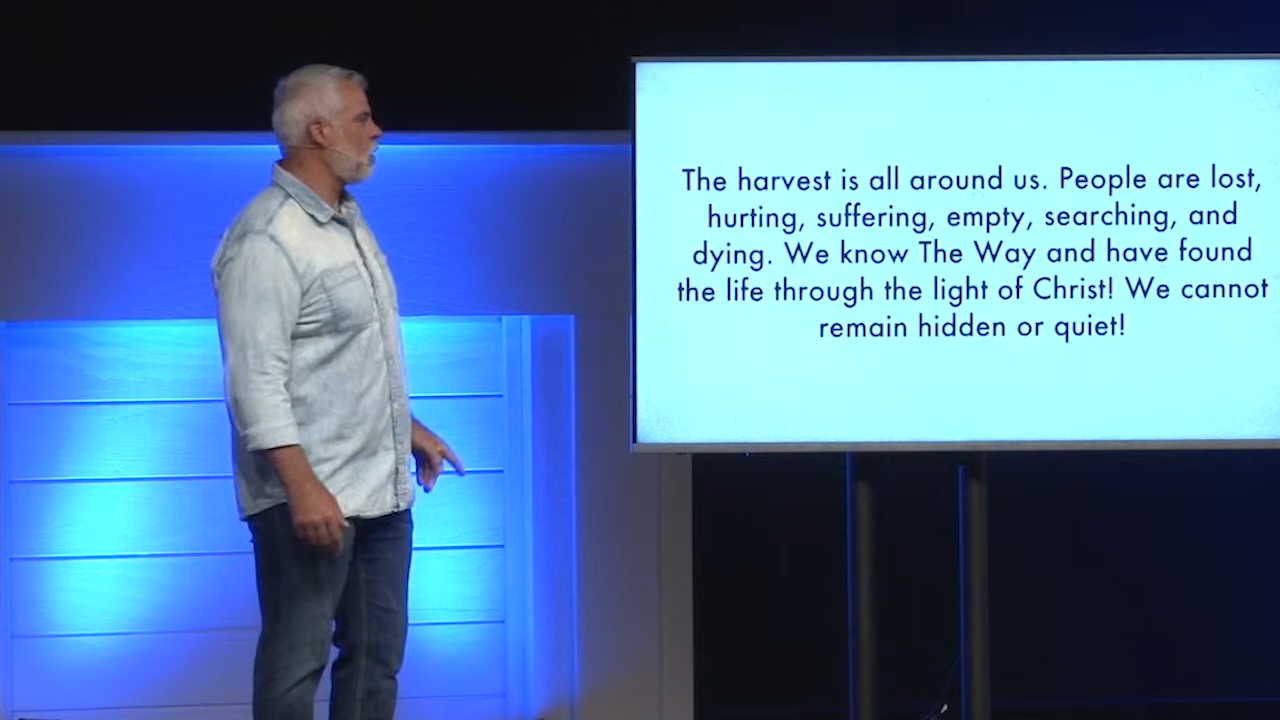 The harvest is all around us. People are lost,
hurting, suffering, empty, searching, and
dying. We know The Way and have found
the life through the light of Christ! We cannot
remain hidden or quiet!